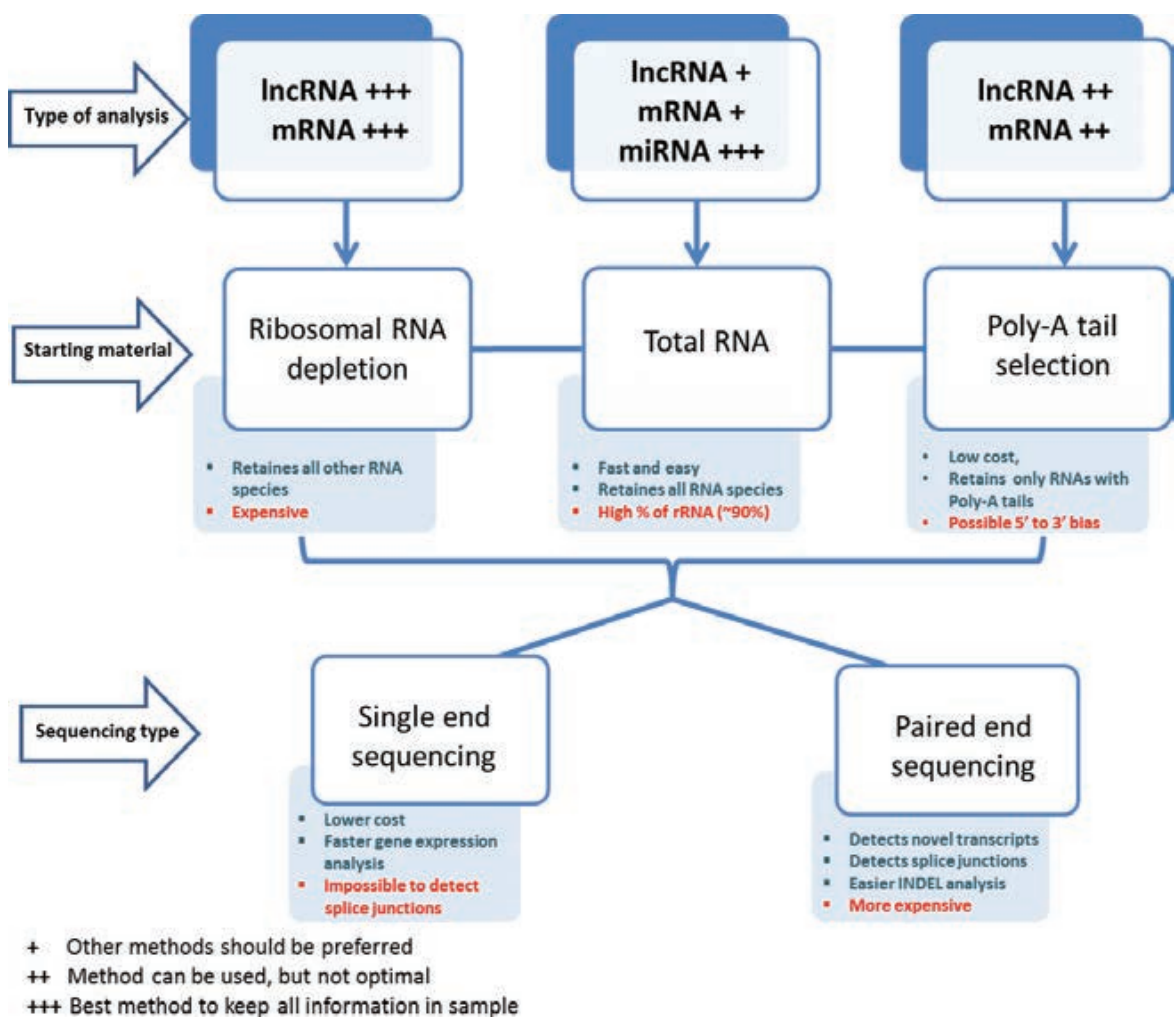 Type of analysis
lncRNA +++
mRNA +++
lncRNA +
mRNA +
miRNA +++
lncRNA ++
mRNA ++
Starting material
Ribosomal RNA
depletion
Total RNA
Poly-A tail
selection
▪ Retaines all other RNA
species
▪ Expensive
▪ Fast and easy
▪ Retaines all RNA species
▪ High % of rRNA (~90%)
• Low cost,
• Retains only RNAs with
Poly-A tails
• Possible 5' to 3' bias
Sequencing type
Single end
sequencing
Paired end
sequencing
▪ Lower cost
▪ Faster gene expression
analysis
▪ Impossible to detect
splice junctions
▪ Detects novel transcripts
▪ Detects splice junctions
▪ Easier INDEL analysis
▪ More expensive
+ Other methods should be preferred
++ Method can be used, but not optimal
+++ Best method to keep all information in sample